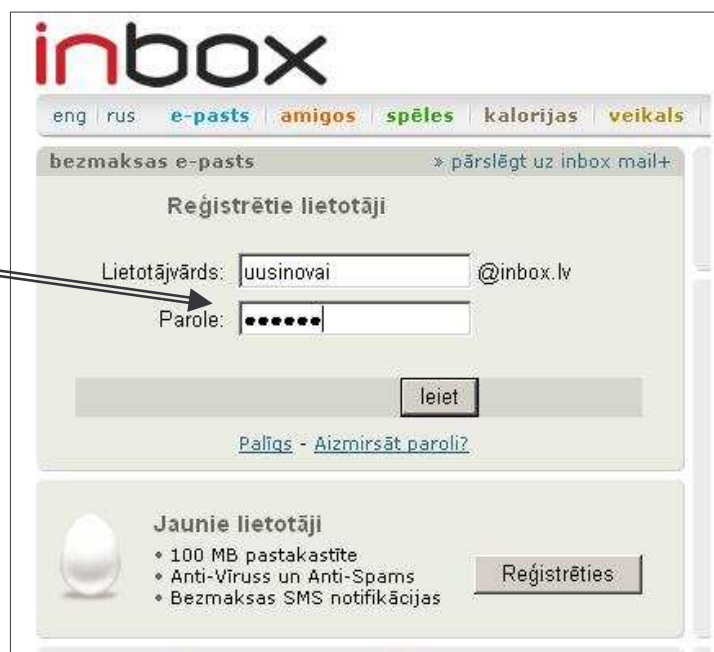 inbox
eng rus e-pasts amigos spēles kalorijas veikals
bezmaksas e-pasts » pārslēgt uz inbox mail+
Reģistrētie lietotāji
Lietotājvārds: uusinovai @inbox.lv
Parole: ••••••
Ieiet
Palīgs - Aizmirsāt paroli?
Jaunie lietotāji
• 100 MB pastakastīte
• Anti-Vīruss un Anti-Spams
• Bezmaksas SMS notifikācijas
Reģistrēties